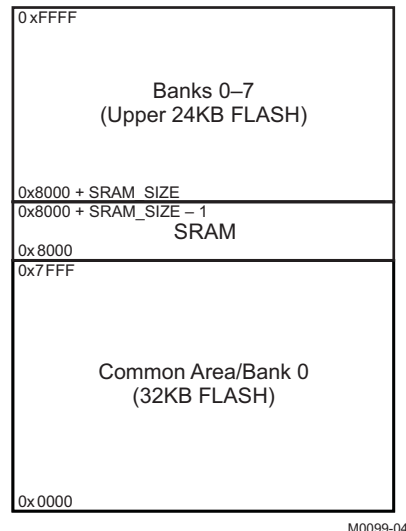 0xFFFF
Banks 0–7
(Upper 24KB FLASH)
0x8000 + SRAM_SIZE
0x8000 + SRAM_SIZE – 1
SRAM
0x8000
0x7FFF
Common Area/Bank 0
(32KB FLASH)
0x0000
M0099-04